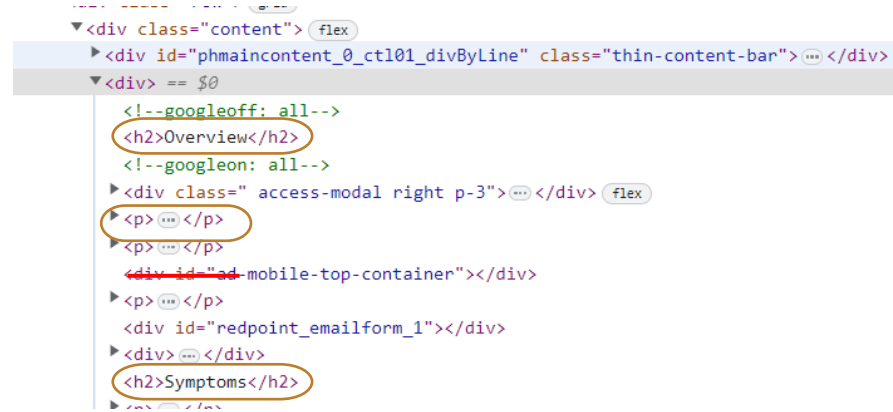 <div class="content"> flex
<div id="phmaincontent_0_ctl01_divByLine" class="thin-content-bar"> … </div>
<div> == $0
<!--googleoff: all-->
<h2>Overview</h2>
<!--googleon: all-->
<div class=" access-modal right p-3"> … </div> flex
<p> … </p>
<p> … </p>
<div id="ad-mobile-top-container"></div>
<p> … </p>
<div id="redpoint_emailform_1"></div>
<div> … </div>
<h2>Symptoms</h2>
<p> … </p>